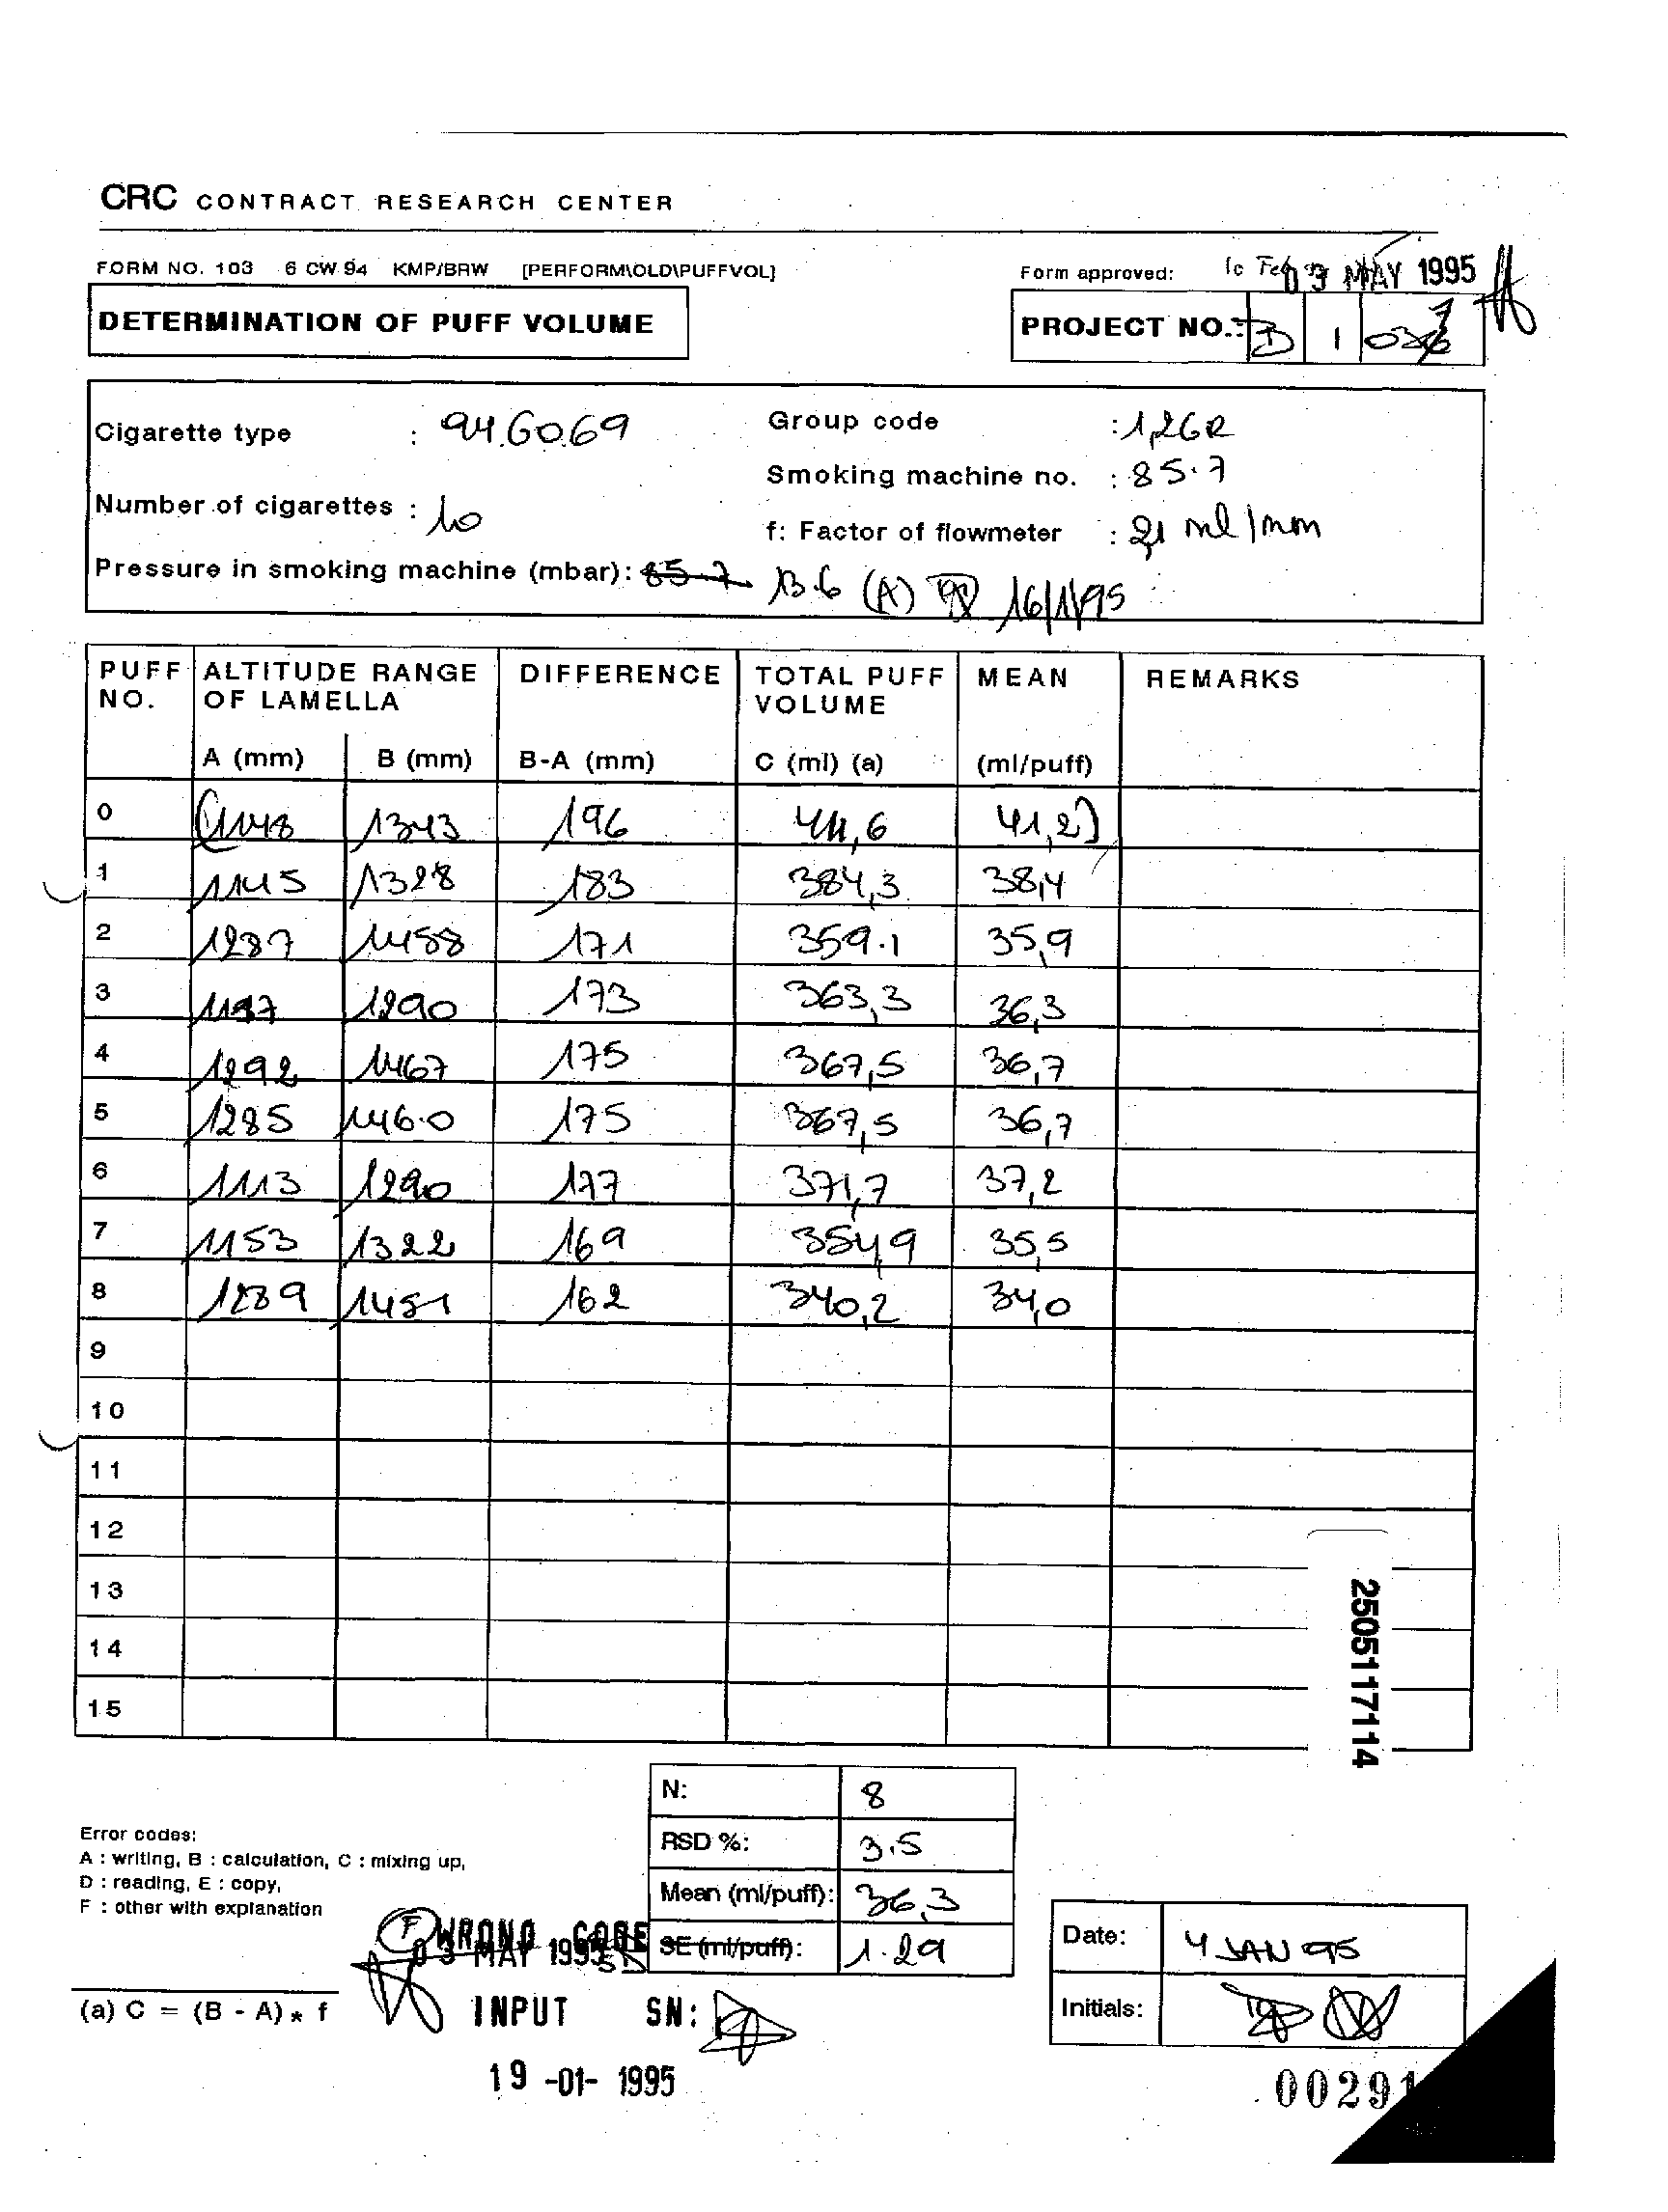 CRC CONTRACT RESEARCH CENTER
FORM NO. 103 6 CW 94 KMP/BRW [PERFORM\OLD\PUFFVOL] Form approved: 03 MAY 1995
DETERMINATION OF PUFF VOLUME PROJECT NO.:
Cigarette type : 94.6069 Group code : 1,2GR
Smoking machine no. : 85.7
Number of cigarettes : 10
f: Factor of flowmeter : 2,1 ml/mm
Pressure in smoking machine (mbar): 85.7 13.6 (A) 16/1/95
PUFF NO. ALTITUDE RANGE OF LAMELLA DIFFERENCE TOTAL PUFF VOLUME MEAN REMARKS
A (mm) B (mm) B-A (mm) C (ml) (a) (ml/puff)
0 (1148 1343 196 411,6 41,2)
1 1145 1328 183 384,3 38,4
2 1287 1458 171 359.1 35,9
3 1290 173 363,3 36,3
4 1292 1467 175 367,5 36,7
5 1285 1460 175 367,5 36,7
6 1113 1290 177 371,7 37,2
7 1153 1322 169 354,9 35,5
8 1289 1451 162 340,2 34,0
9
10
11
12
13
14
15
2505117114
N: 8
RSD %: 3.5
Mean (ml/puff): 36,3
SE (ml/puff): 1.29
Error codes:
A : writing, B : calculation, C : mixing up,
D : reading, E : copy,
F : other with explanation
F WRONG CODE
03 MAY 1995
(a) C = (B - A) * f
INPUT SN:
19 -01- 1995
Date: 4 JAN 95
Initials:
00291